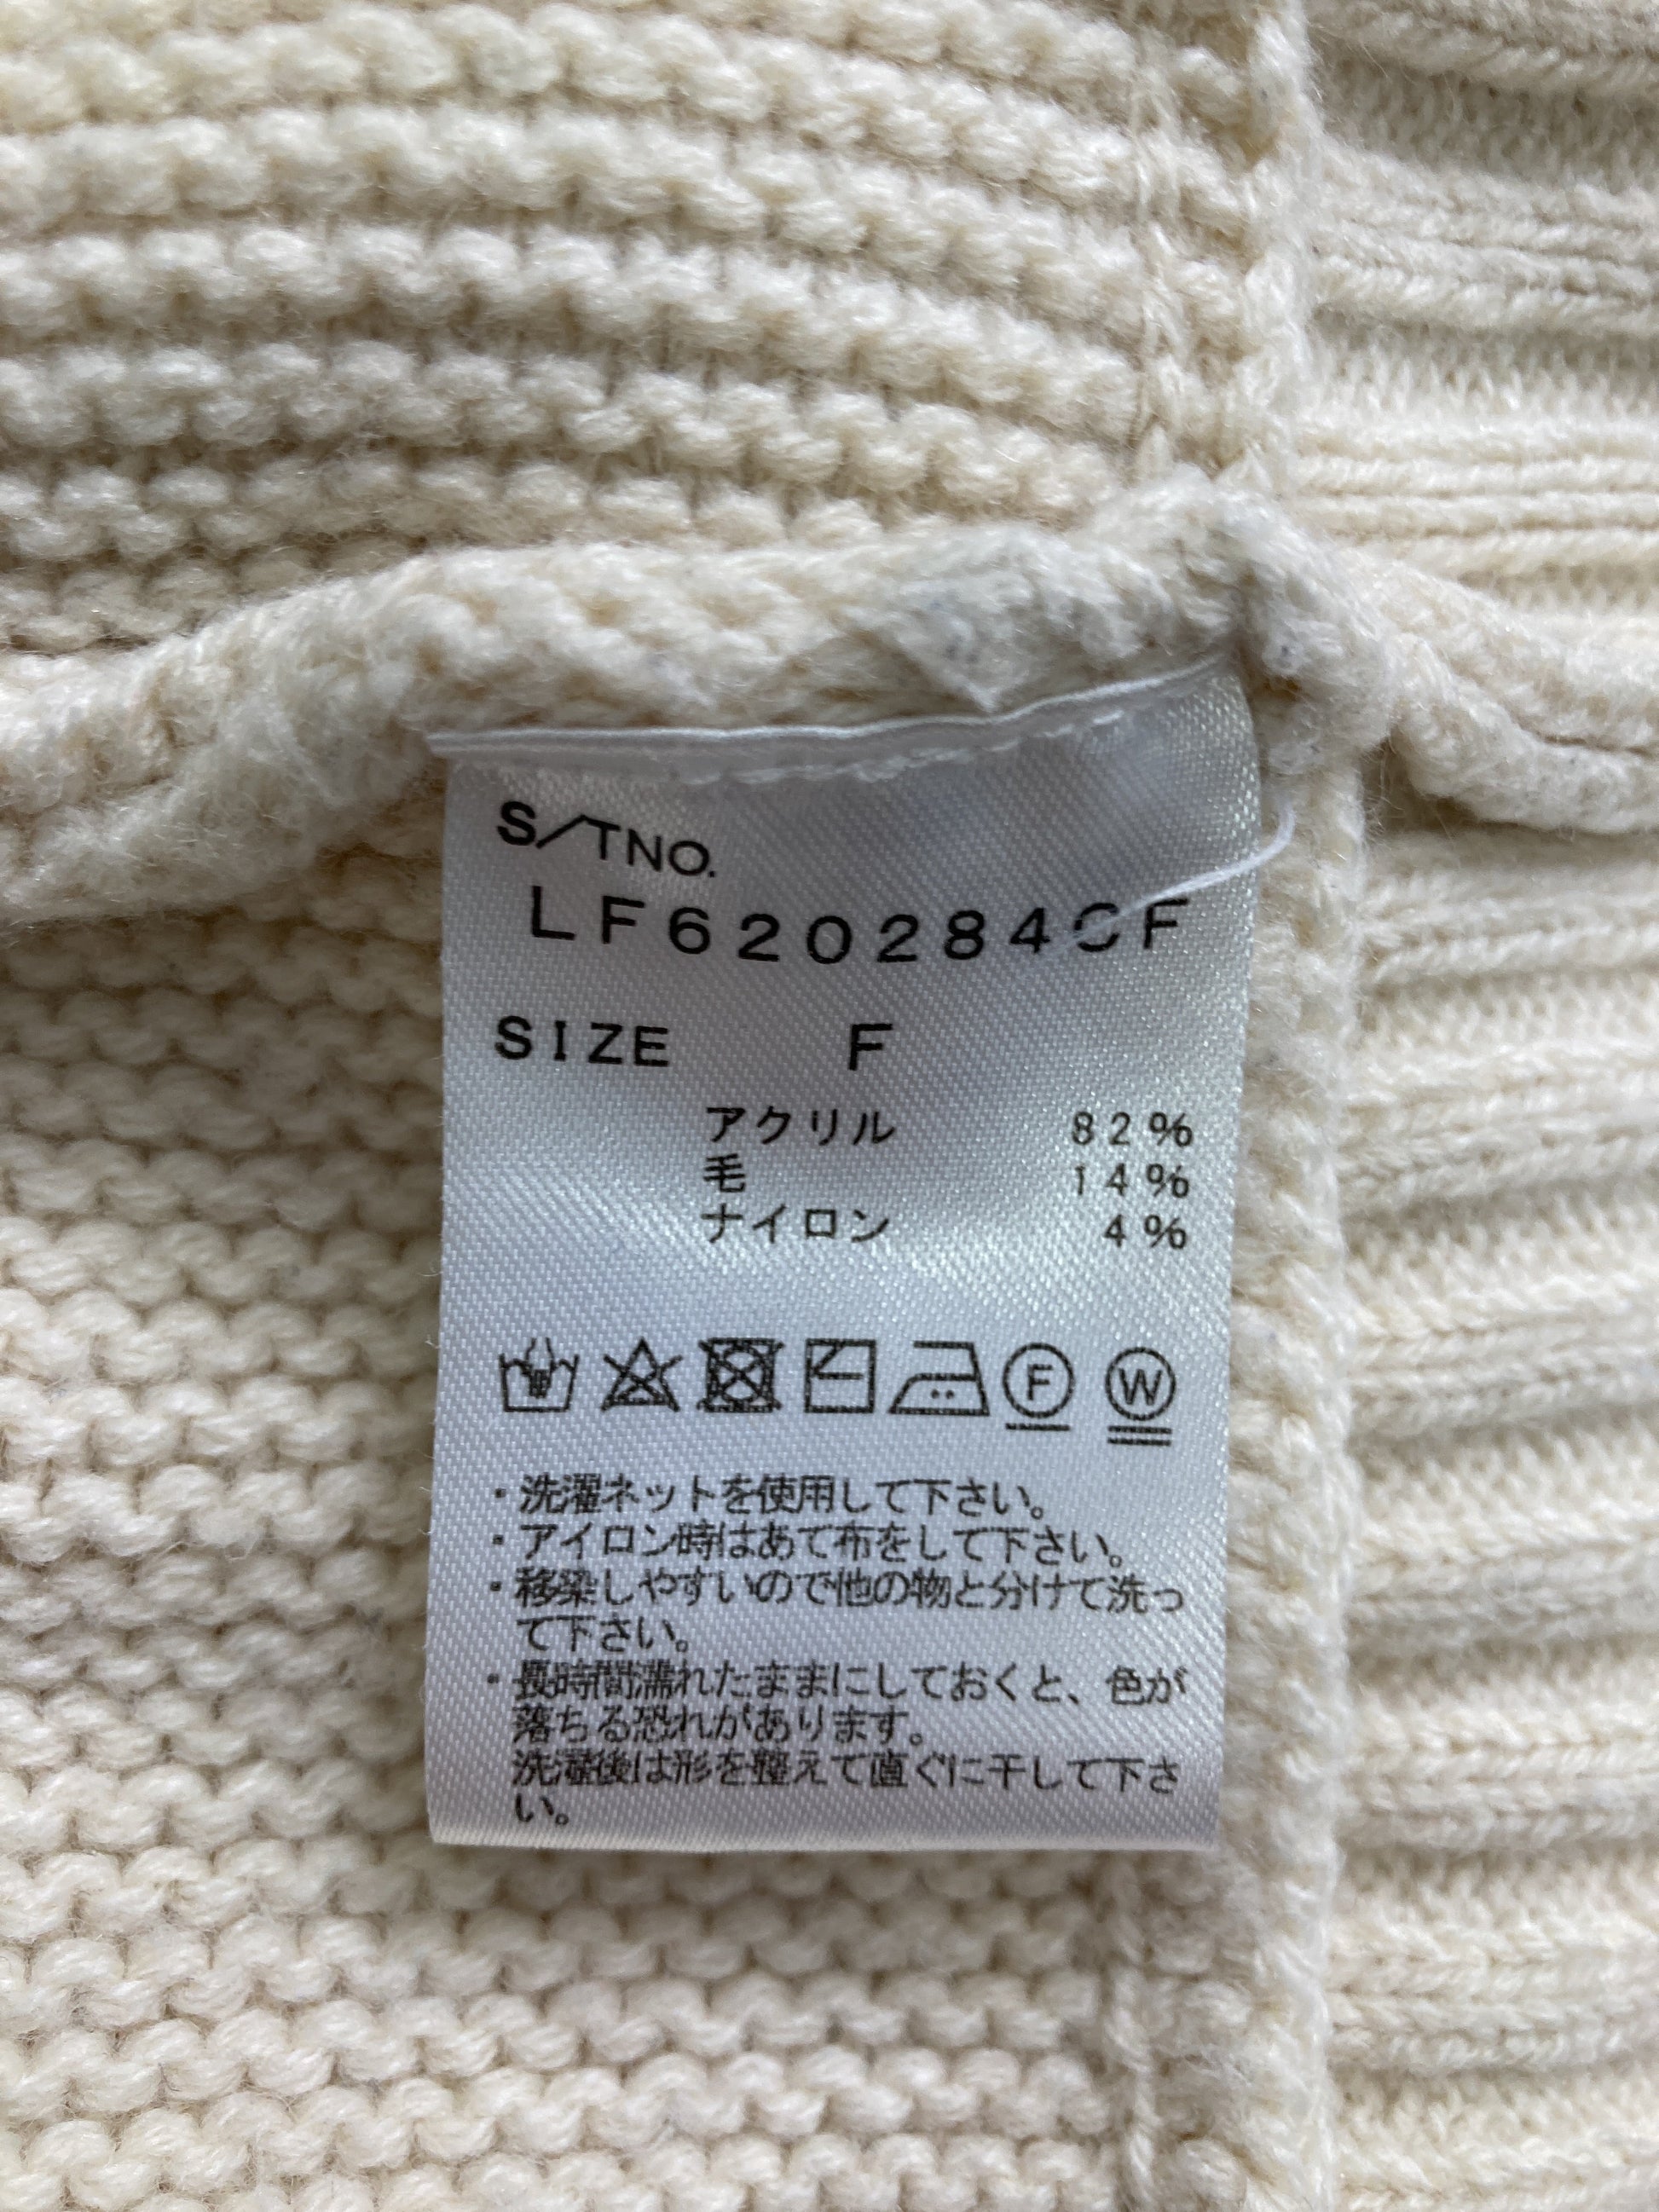 S／TNO.
LF620284CF
SIZE F
アクリル 82%
毛 14%
ナイロン 4%
F W
・洗濯ネットを使用して下さい。
・アイロン時はあて布をして下さい。
・移染しやすいので他の物と分けて洗っ
て下さい。
・長時間濡れたままにしておくと、色が
落ちる恐れがあります。
洗濯後は形を整えて直ぐに干して下さ
い。